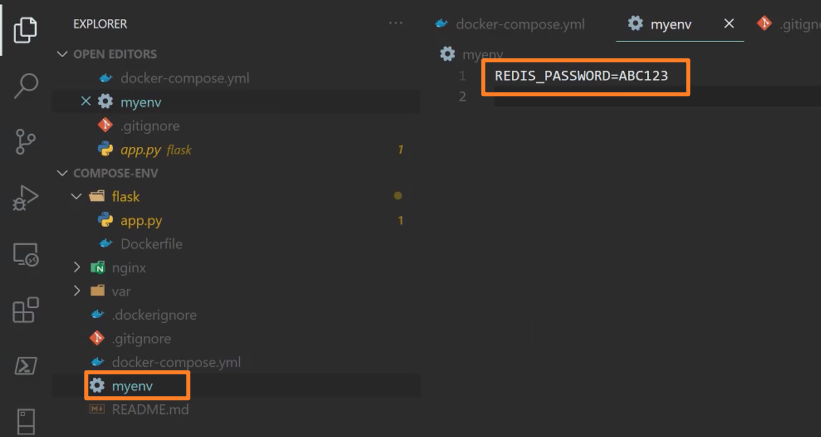 EXPLORER
...
OPEN EDITORS
docker-compose.yml
myenv
.gitignore
app.py flask 1
COMPOSE-ENV
flask
app.py 1
Dockerfile
nginx
var
.dockerignore
.gitignore
docker-compose.yml
myenv
README.md
docker-compose.yml myenv .gitign
myenv
1 REDIS_PASSWORD=ABC123
2